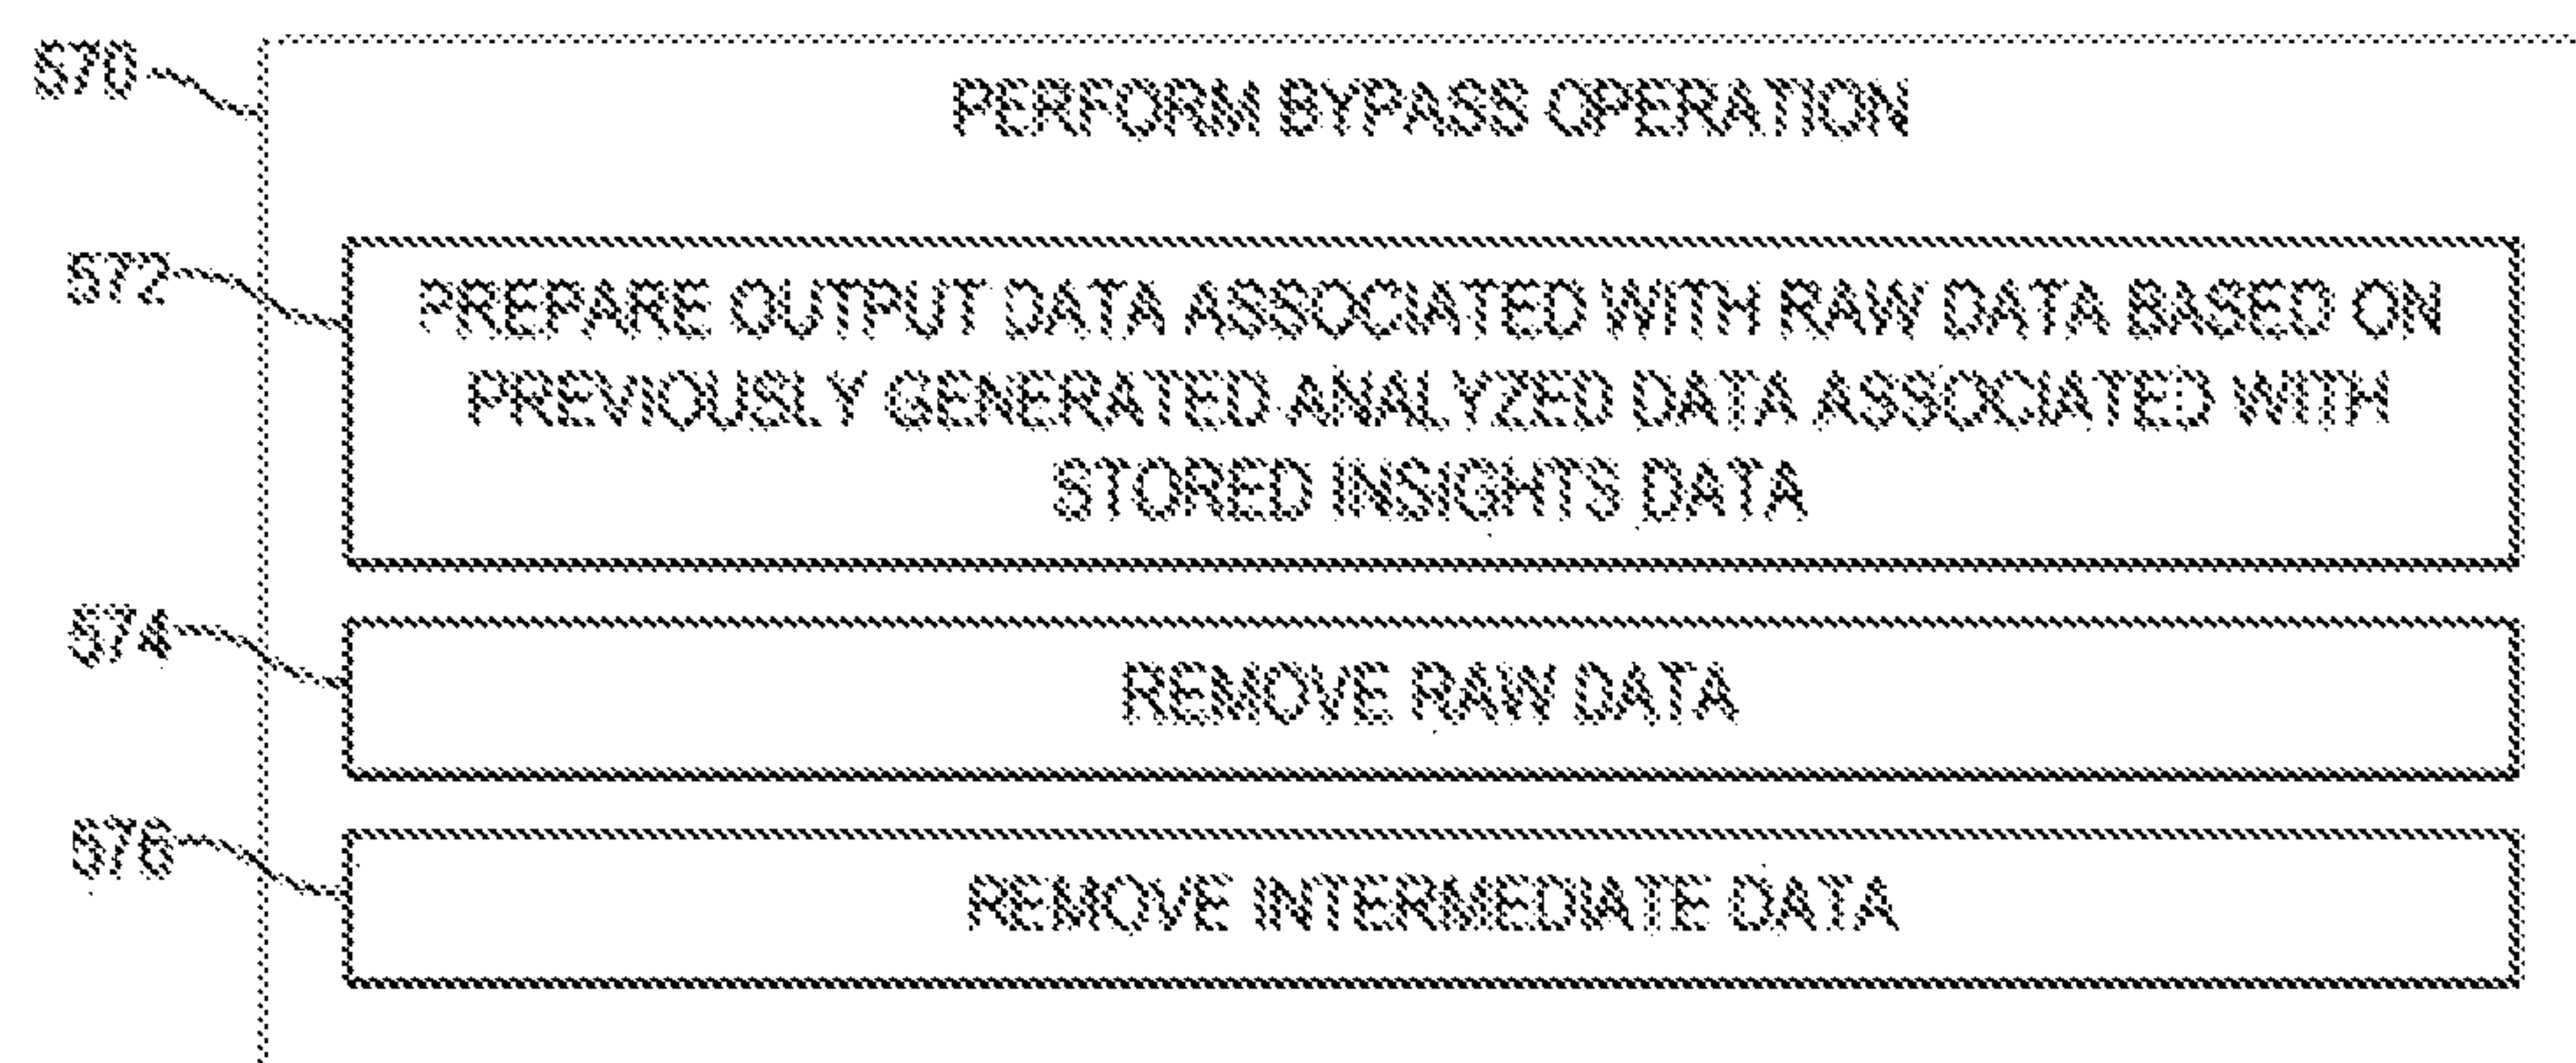 570
PERFORM BYPASS OPERATION
572
PREPARE OUTPUT DATA ASSOCIATED WITH RAW DATA BASED ON
PREVIOUSLY GENERATED ANALYZED DATA ASSOCIATED WITH
STORED INSIGHTS DATA
574
REMOVE RAW DATA
576
REMOVE INTERMEDIATE DATA